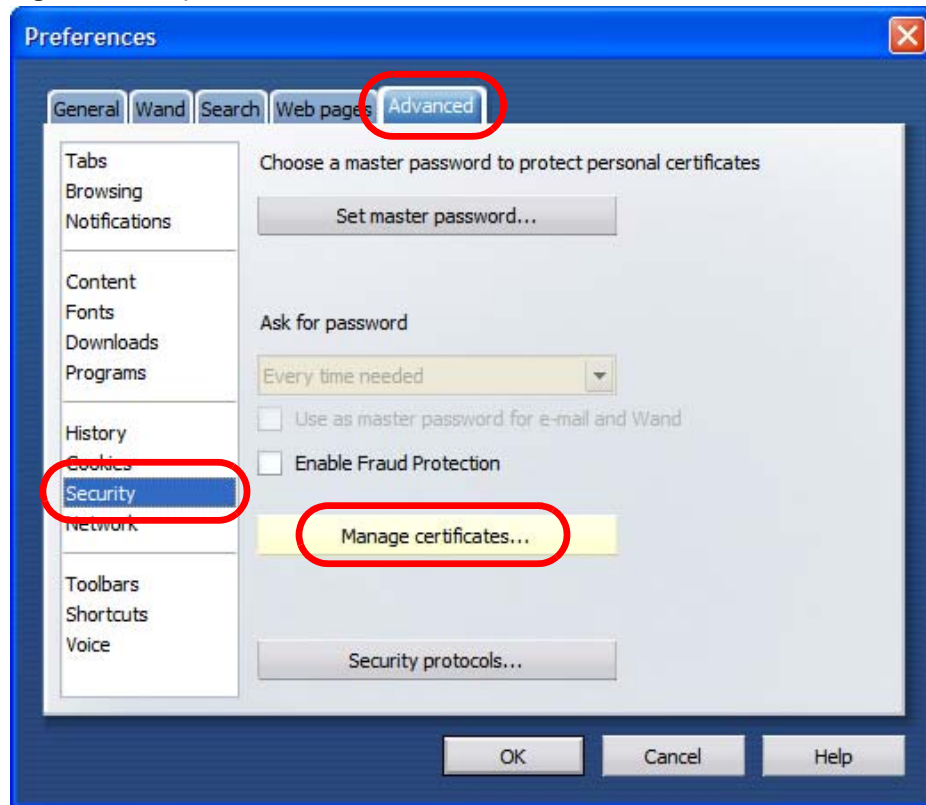 Preferences
General Wand Search Web pages Advanced
Tabs
Browsing
Notifications
Content
Fonts
Downloads
Programs
History
Cookies
Security
Network
Toolbars
Shortcuts
Voice
Choose a master password to protect personal certificates
Set master password...
Ask for password
Every time needed
Use as master password for e-mail and Wand
Enable Fraud Protection
Manage certificates...
Security protocols...
OK Cancel Help